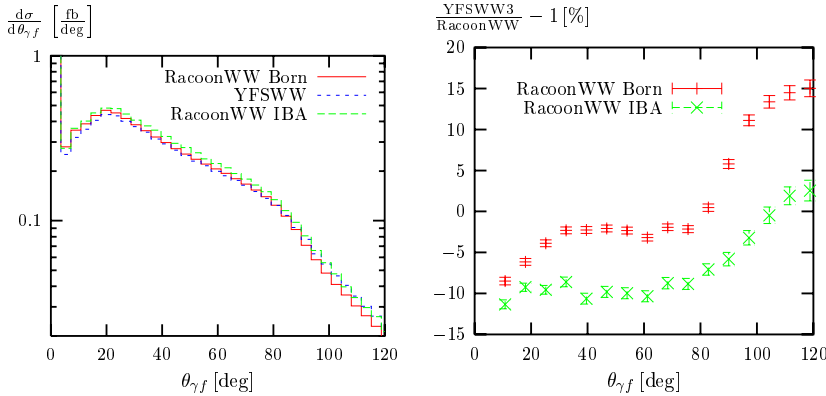 dσ/dθγf [fb/deg]
1
0.1
RacoonWW Born
YFSWW
RacoonWW IBA
0 20 40 60 80 100 120
θγf [deg]
YFSWW3/RacoonWW − 1 [%]
20
15
10
5
0
−5
−10
−15
RacoonWW Born
RacoonWW IBA
0 20 40 60 80 100 120
θγf [deg]